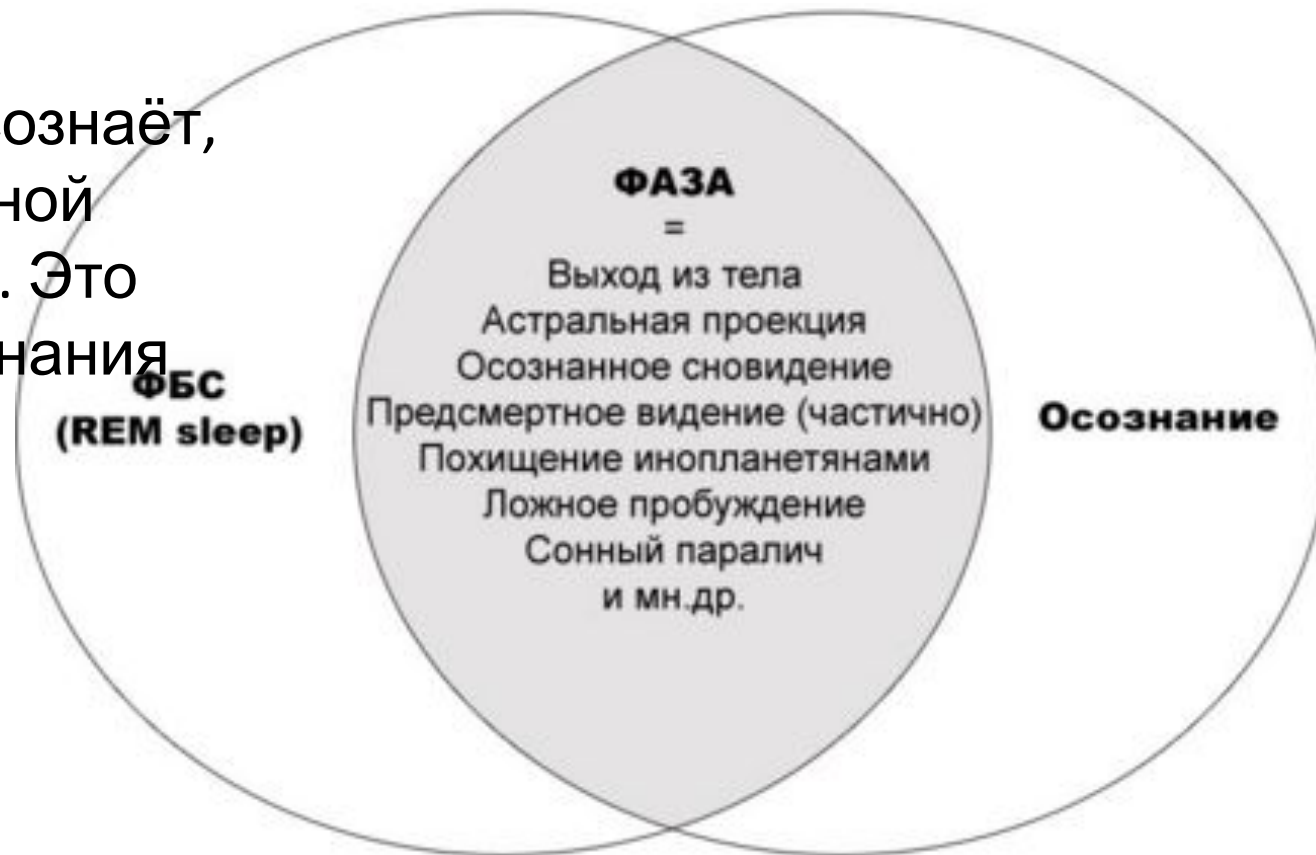 ознаёт,
ной
. Это
нания
ФБС
(REM sleep)
ФАЗА
=
Выход из тела
Астральная проекция
Осознанное сновидение
Предсмертное видение (частично)
Похищение инопланетянами
Ложное пробуждение
Сонный паралич
и мн.др.
Осознание